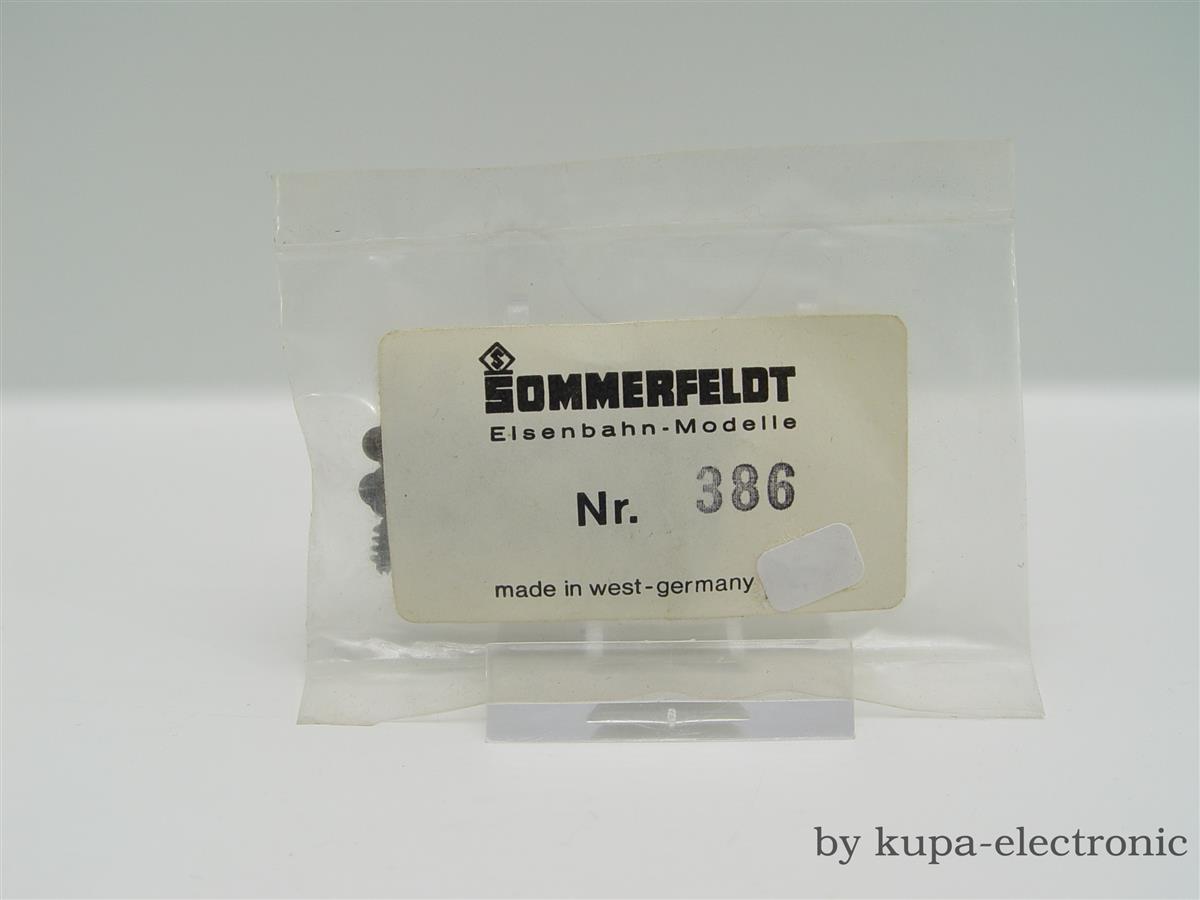 S
SOMMERFELDT
Eisenbahn-Modelle
Nr. 386
made in west-germany
by kupa-electronic